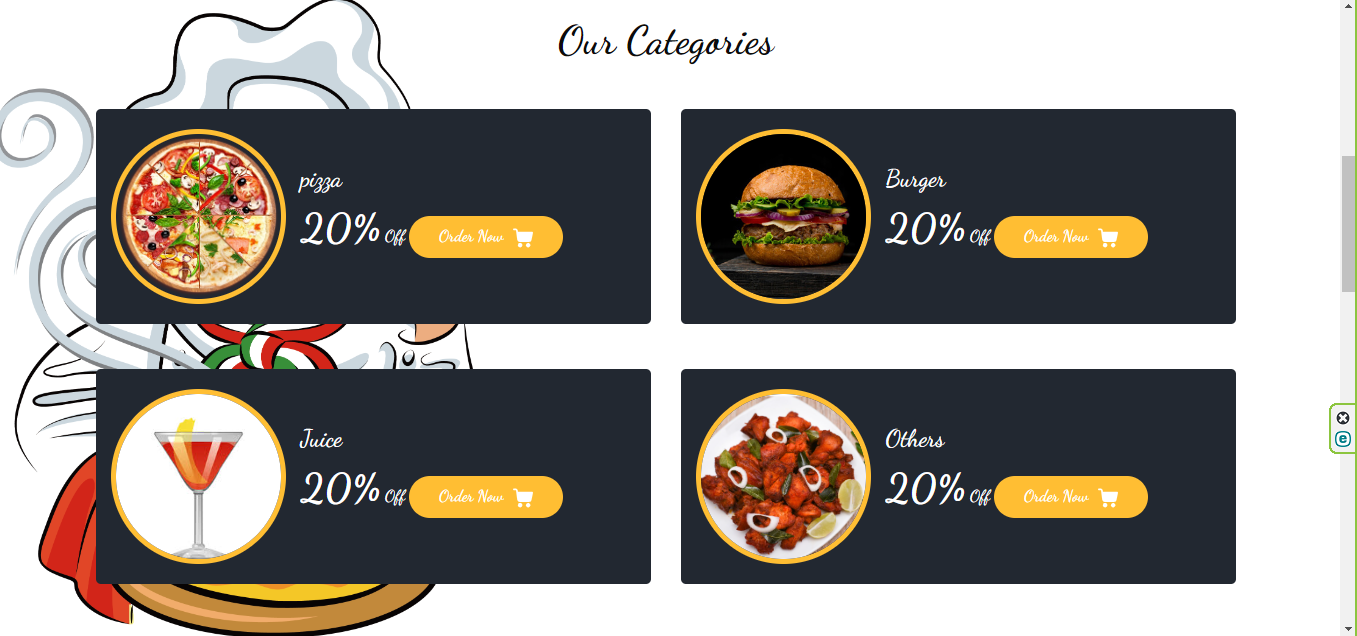 Our Categories
pizza
20% Off Order Now
Burger
20% Off Order Now
Juice
20% Off Order Now
Others
20% Off Order Now
e